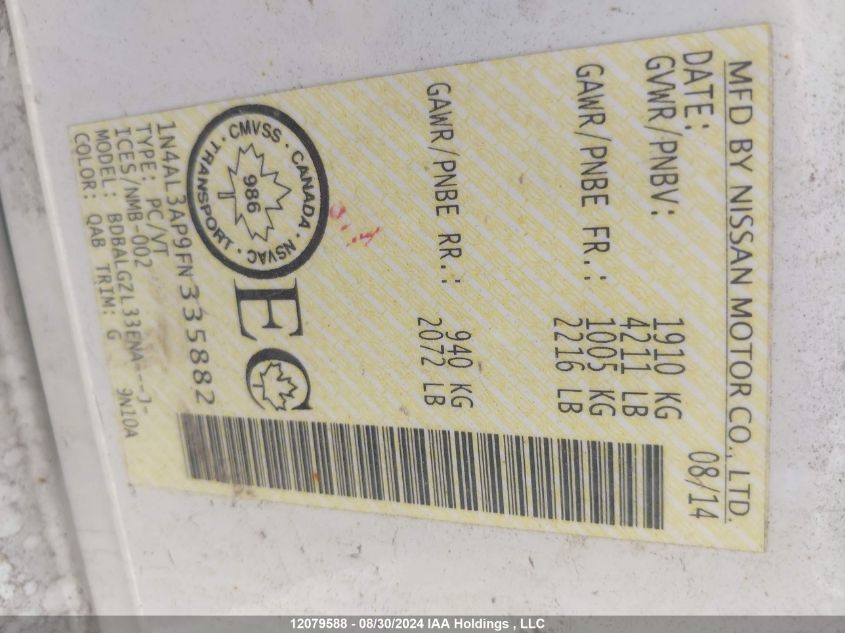 MFD BY NISSAN MOTOR CO., LTD.
DATE: 08/14
GVWR/PNBV: 1910 KG
4211 LB
GAWR/PNBE FR.: 1005 KG
2216 LB
GAWR/PNBE RR.: 940 KG
2072 LB
CMVSS · CANADA · NSVAC · TRANSPORT ·
986
EC
1N4AL3AP9FN335882
TYPE: PC/VT
ICES/NMB-002
MODEL: BDBALGZL33ENA---J-
COLOR: QAB TRIM: G 9N10A
12079588 - 08/30/2024 IAA Holdings , LLC